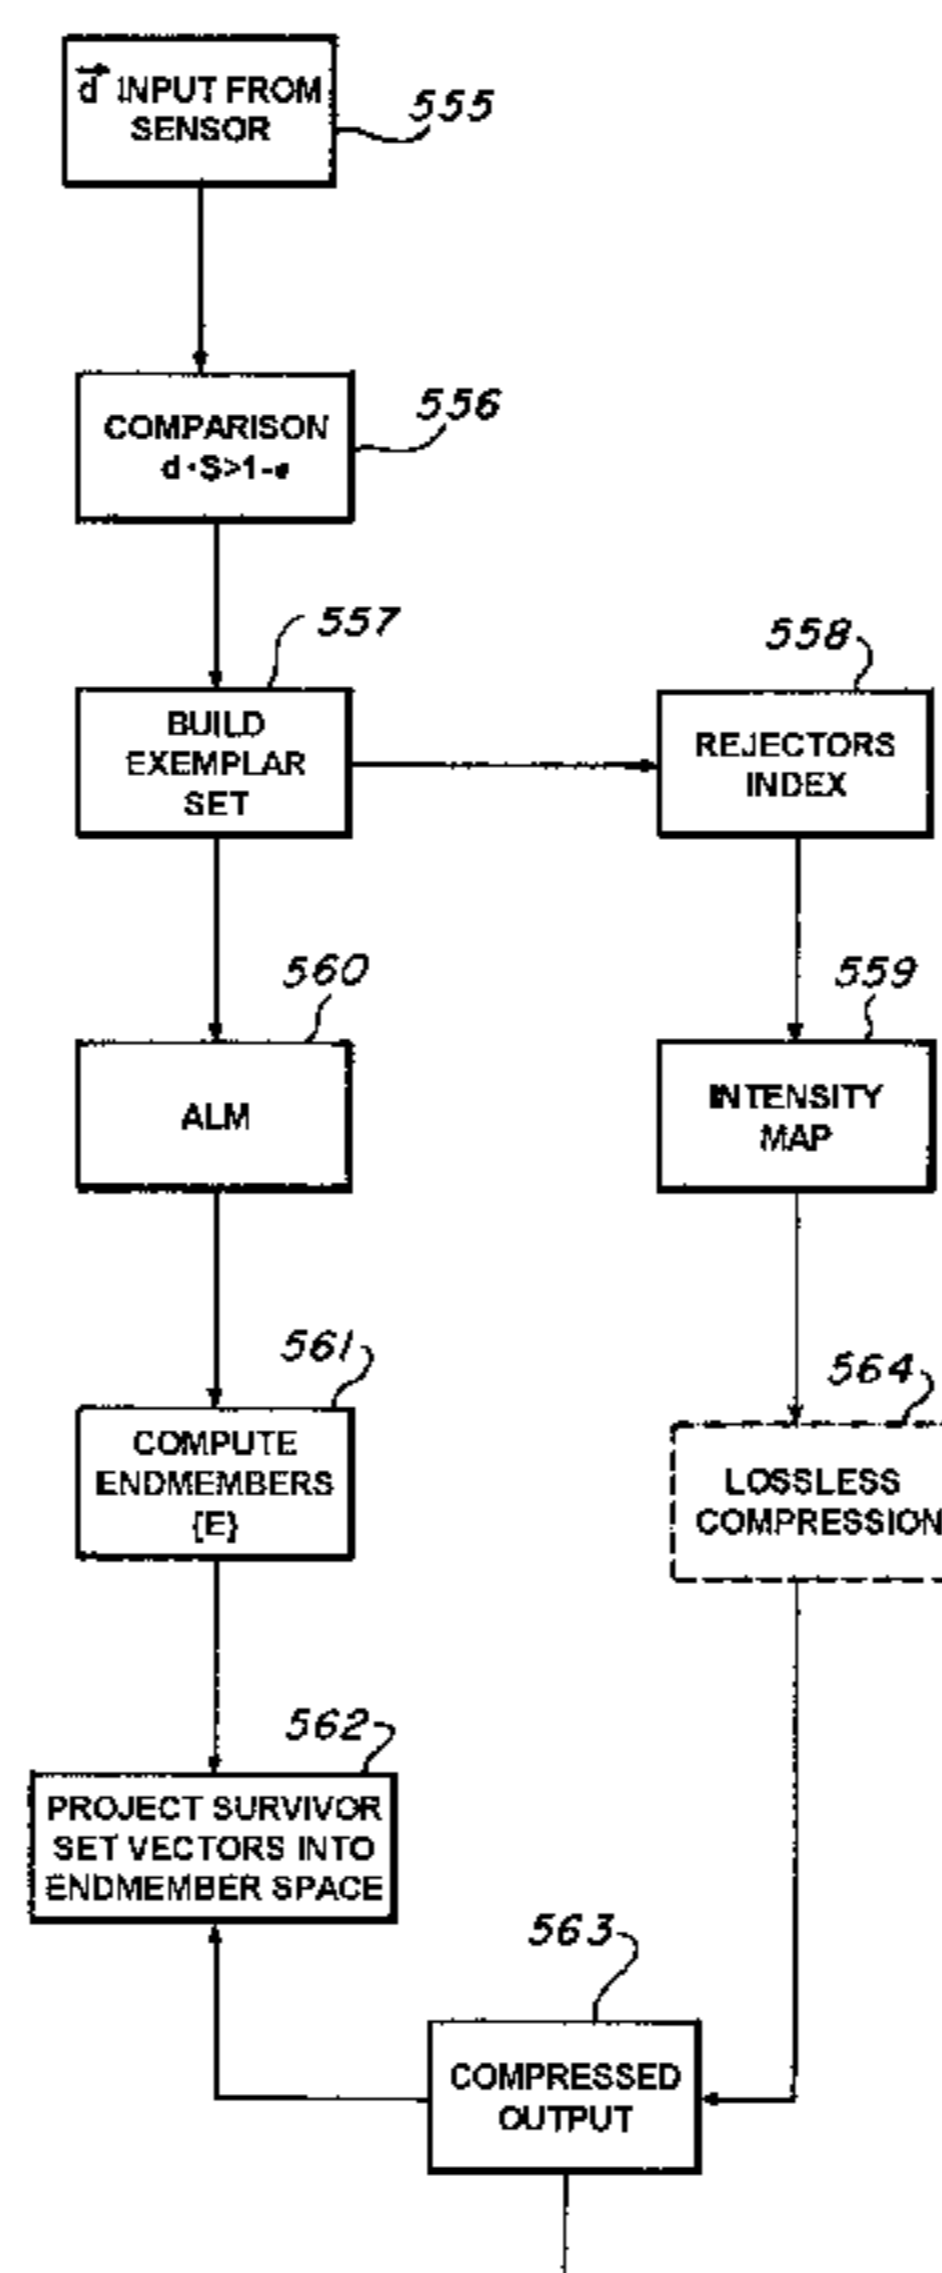 d INPUT FROM
SENSOR
555
COMPARISON
d·S>1-e
556
557
BUILD
EXEMPLAR
SET
558
REJECTORS
INDEX
560
ALM
559
INTENSITY
MAP
561
COMPUTE
ENDMEMBERS
{E}
564
LOSSLESS
COMPRESSION
562
PROJECT SURVIVOR
SET VECTORS INTO
ENDMEMBER SPACE
563
COMPRESSED
OUTPUT